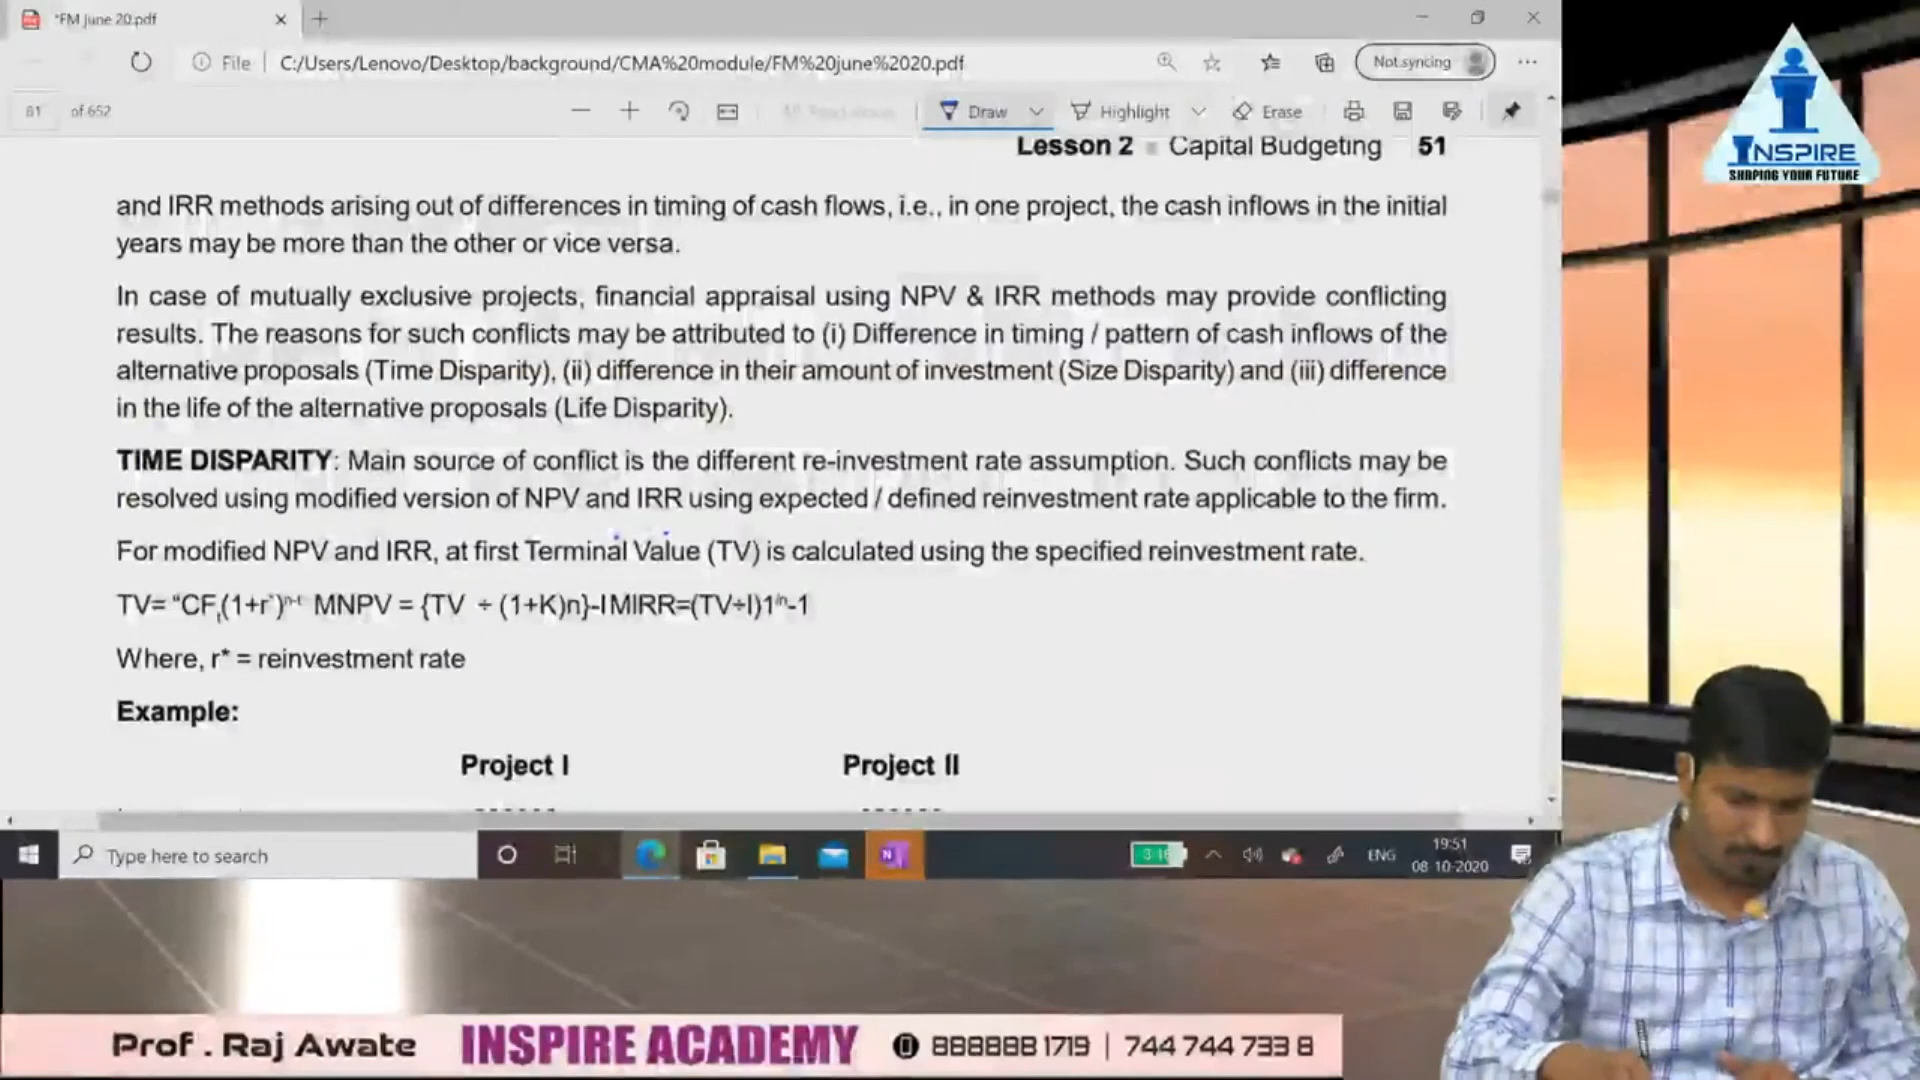 *FM June 20.pdf
File C:/Users/Lenovo/Desktop/background/CMA%20module/FM%20june%2020.pdf Not syncing
81 of 652 Draw Highlight Erase
Lesson 2 Capital Budgeting 51
INSPIRE
SHAPING YOUR FUTURE
and IRR methods arising out of differences in timing of cash flows, i.e., in one project, the cash inflows in the initial
years may be more than the other or vice versa.
In case of mutually exclusive projects, financial appraisal using NPV & IRR methods may provide conflicting
results. The reasons for such conflicts may be attributed to (i) Difference in timing / pattern of cash inflows of the
alternative proposals (Time Disparity), (ii) difference in their amount of investment (Size Disparity) and (iii) difference
in the life of the alternative proposals (Life Disparity).
TIME DISPARITY: Main source of conflict is the different re-investment rate assumption. Such conflicts may be
resolved using modified version of NPV and IRR using expected / defined reinvestment rate applicable to the firm.
For modified NPV and IRR, at first Terminal Value (TV) is calculated using the specified reinvestment rate.
TV= “CFt(1+r*)n-t MNPV = {TV ÷ (1+K)n}-I MIRR=(TV÷I)1/n-1
Where, r* = reinvestment rate
Example:
Project I Project II
Type here to search ENG 19:51
08-10-2020
Prof . Raj Awate INSPIRE ACADEMY 888888 1719 | 744 744 733 8